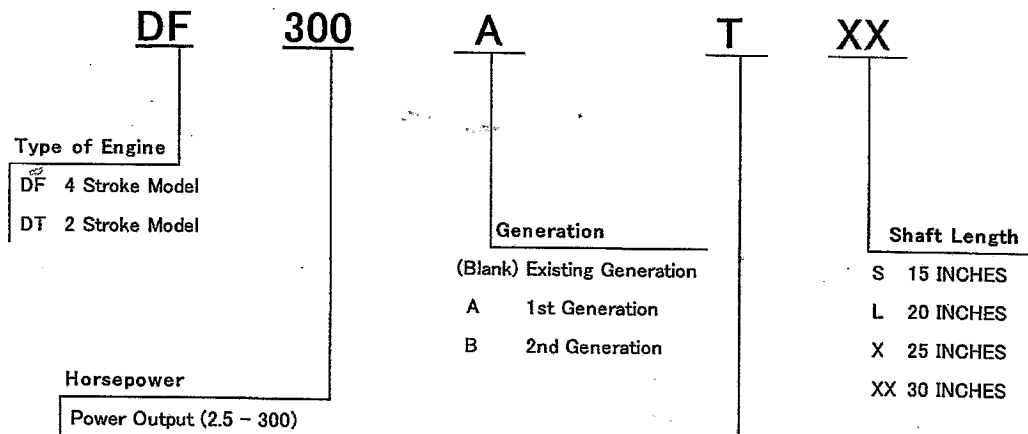 DF 300 A T XX
Type of Engine
DF 4 Stroke Model
DT 2 Stroke Model
Generation
(Blank) Existing Generation
A 1st Generation
B 2nd Generation
Shaft Length
S 15 INCHES
L 20 INCHES
X 25 INCHES
XX 30 INCHES
Horsepower
Power Output (2.5 - 300)